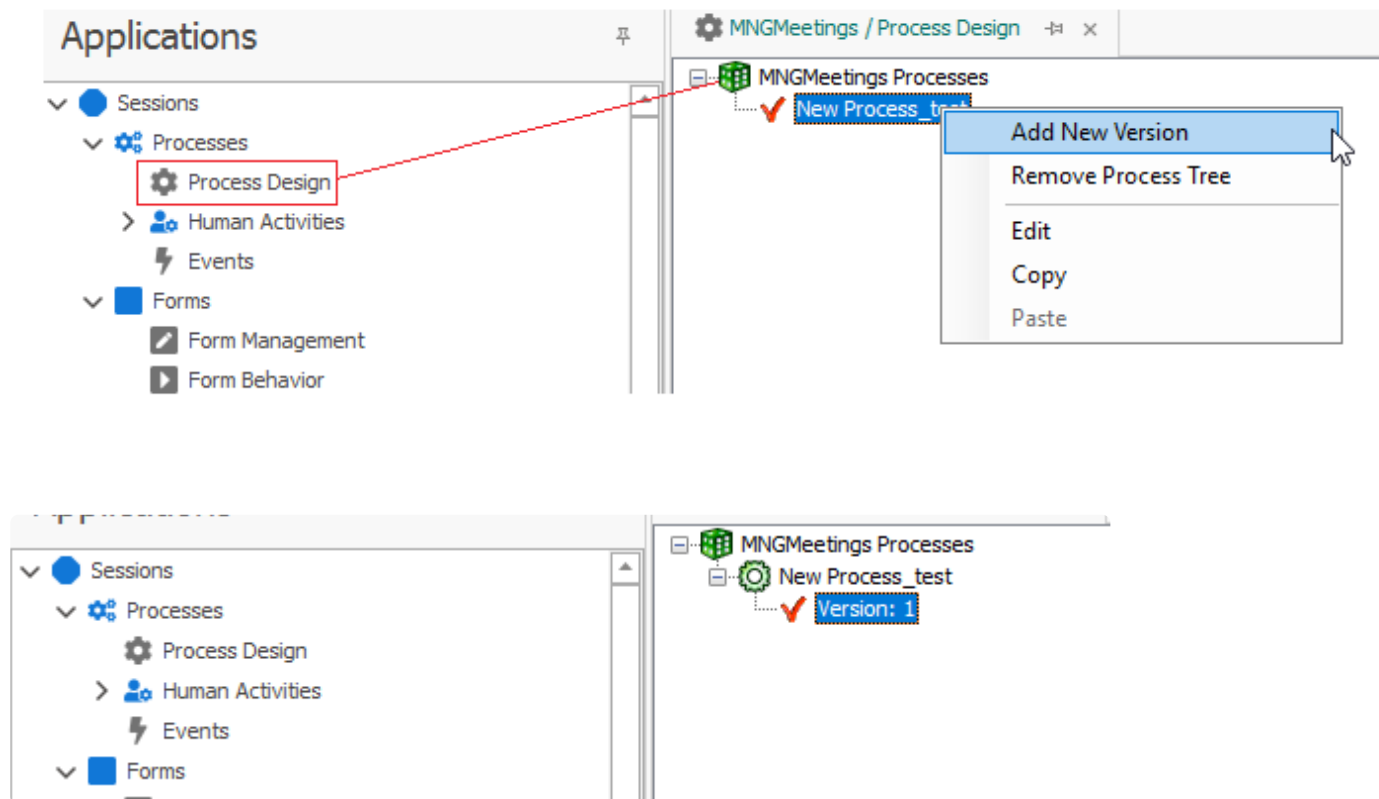 Applications
Sessions
Processes
Process Design
Human Activities
Events
Forms
Form Management
Form Behavior
MNGMeetings / Process Design
MNGMeetings Processes
New Process_test
Add New Version
Remove Process Tree
Edit
Copy
Paste
Sessions
Processes
Process Design
Human Activities
Events
Forms
MNGMeetings Processes
New Process_test
Version: 1